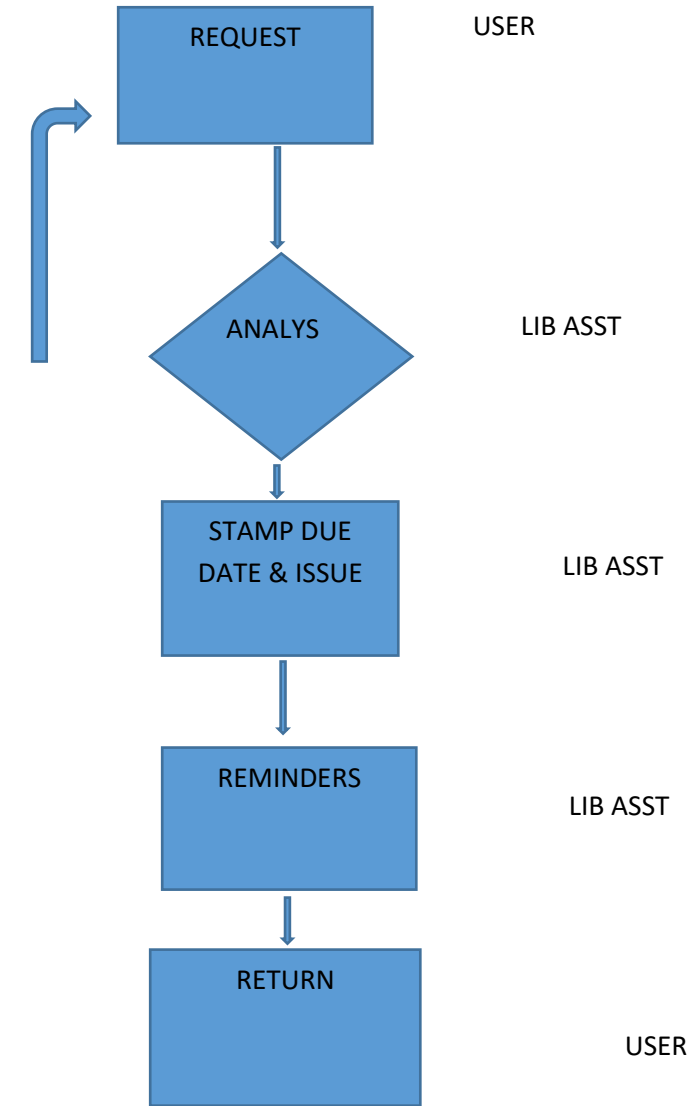 REQUEST
USER
ANALYS
LIB ASST
STAMP DUE
DATE & ISSUE
LIB ASST
REMINDERS
LIB ASST
RETURN
USER